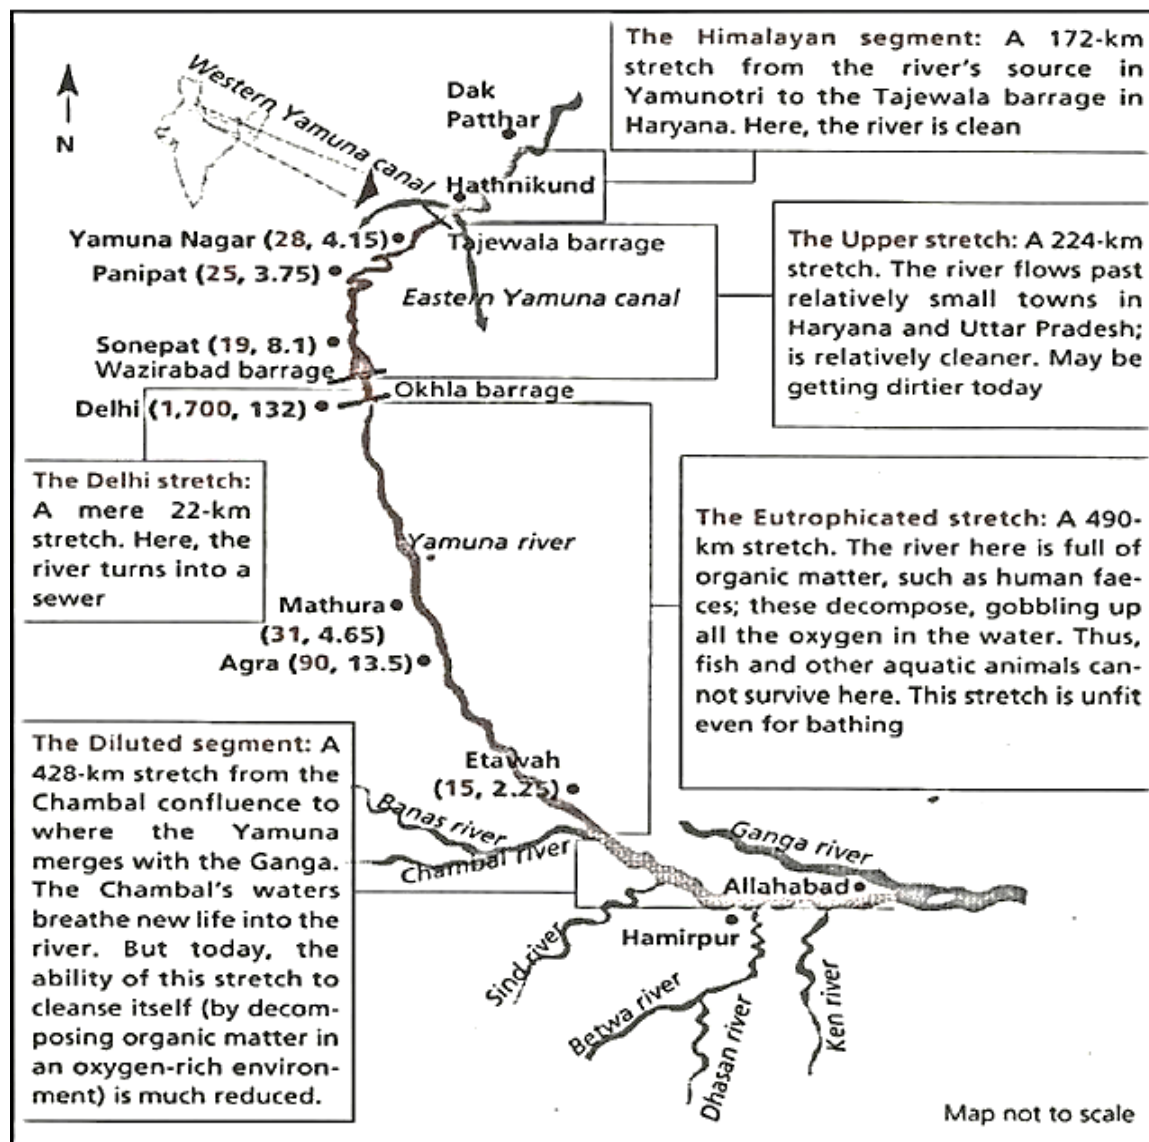 The Himalayan segment: A 172-km
stretch from the river's source in
Yamunotri to the Tajewala barrage in
Haryana. Here, the river is clean
Western Yamuna canal
N
Dak
Patthar
Hathnikund
Yamuna Nagar (28, 4.15)
Tajewala barrage
Panipat (25, 3.75)
Eastern Yamuna canal
The Upper stretch: A 224-km
stretch. The river flows past
relatively small towns in
Haryana and Uttar Pradesh;
is relatively cleaner. May be
getting dirtier today
Sonepat (19, 8.1)
Wazirabad barrage
Okhla barrage
Delhi (1,700, 132)
The Delhi stretch:
A mere 22-km
stretch. Here, the
river turns into a
sewer
The Eutrophicated stretch: A 490-
km stretch. The river here is full of
organic matter, such as human fae-
ces; these decompose, gobbling up
all the oxygen in the water. Thus,
fish and other aquatic animals can-
not survive here. This stretch is unfit
even for bathing
Yamuna river
Mathura
(31, 4.65)
Agra (90, 13.5)
The Diluted segment: A
428-km stretch from the
Chambal confluence to
where the Yamuna
merges with the Ganga.
The Chambal's waters
breathe new life into the
river. But today, the
ability of this stretch to
cleanse itself (by decom-
posing organic matter in
an oxygen-rich environ-
ment) is much reduced.
Etawah
(15, 2.25)
Banas river
Chambal river
Ganga river
Allahabad
Hamirpur
Sind river
Betwa river
Dhasan river
Ken river
Map not to scale